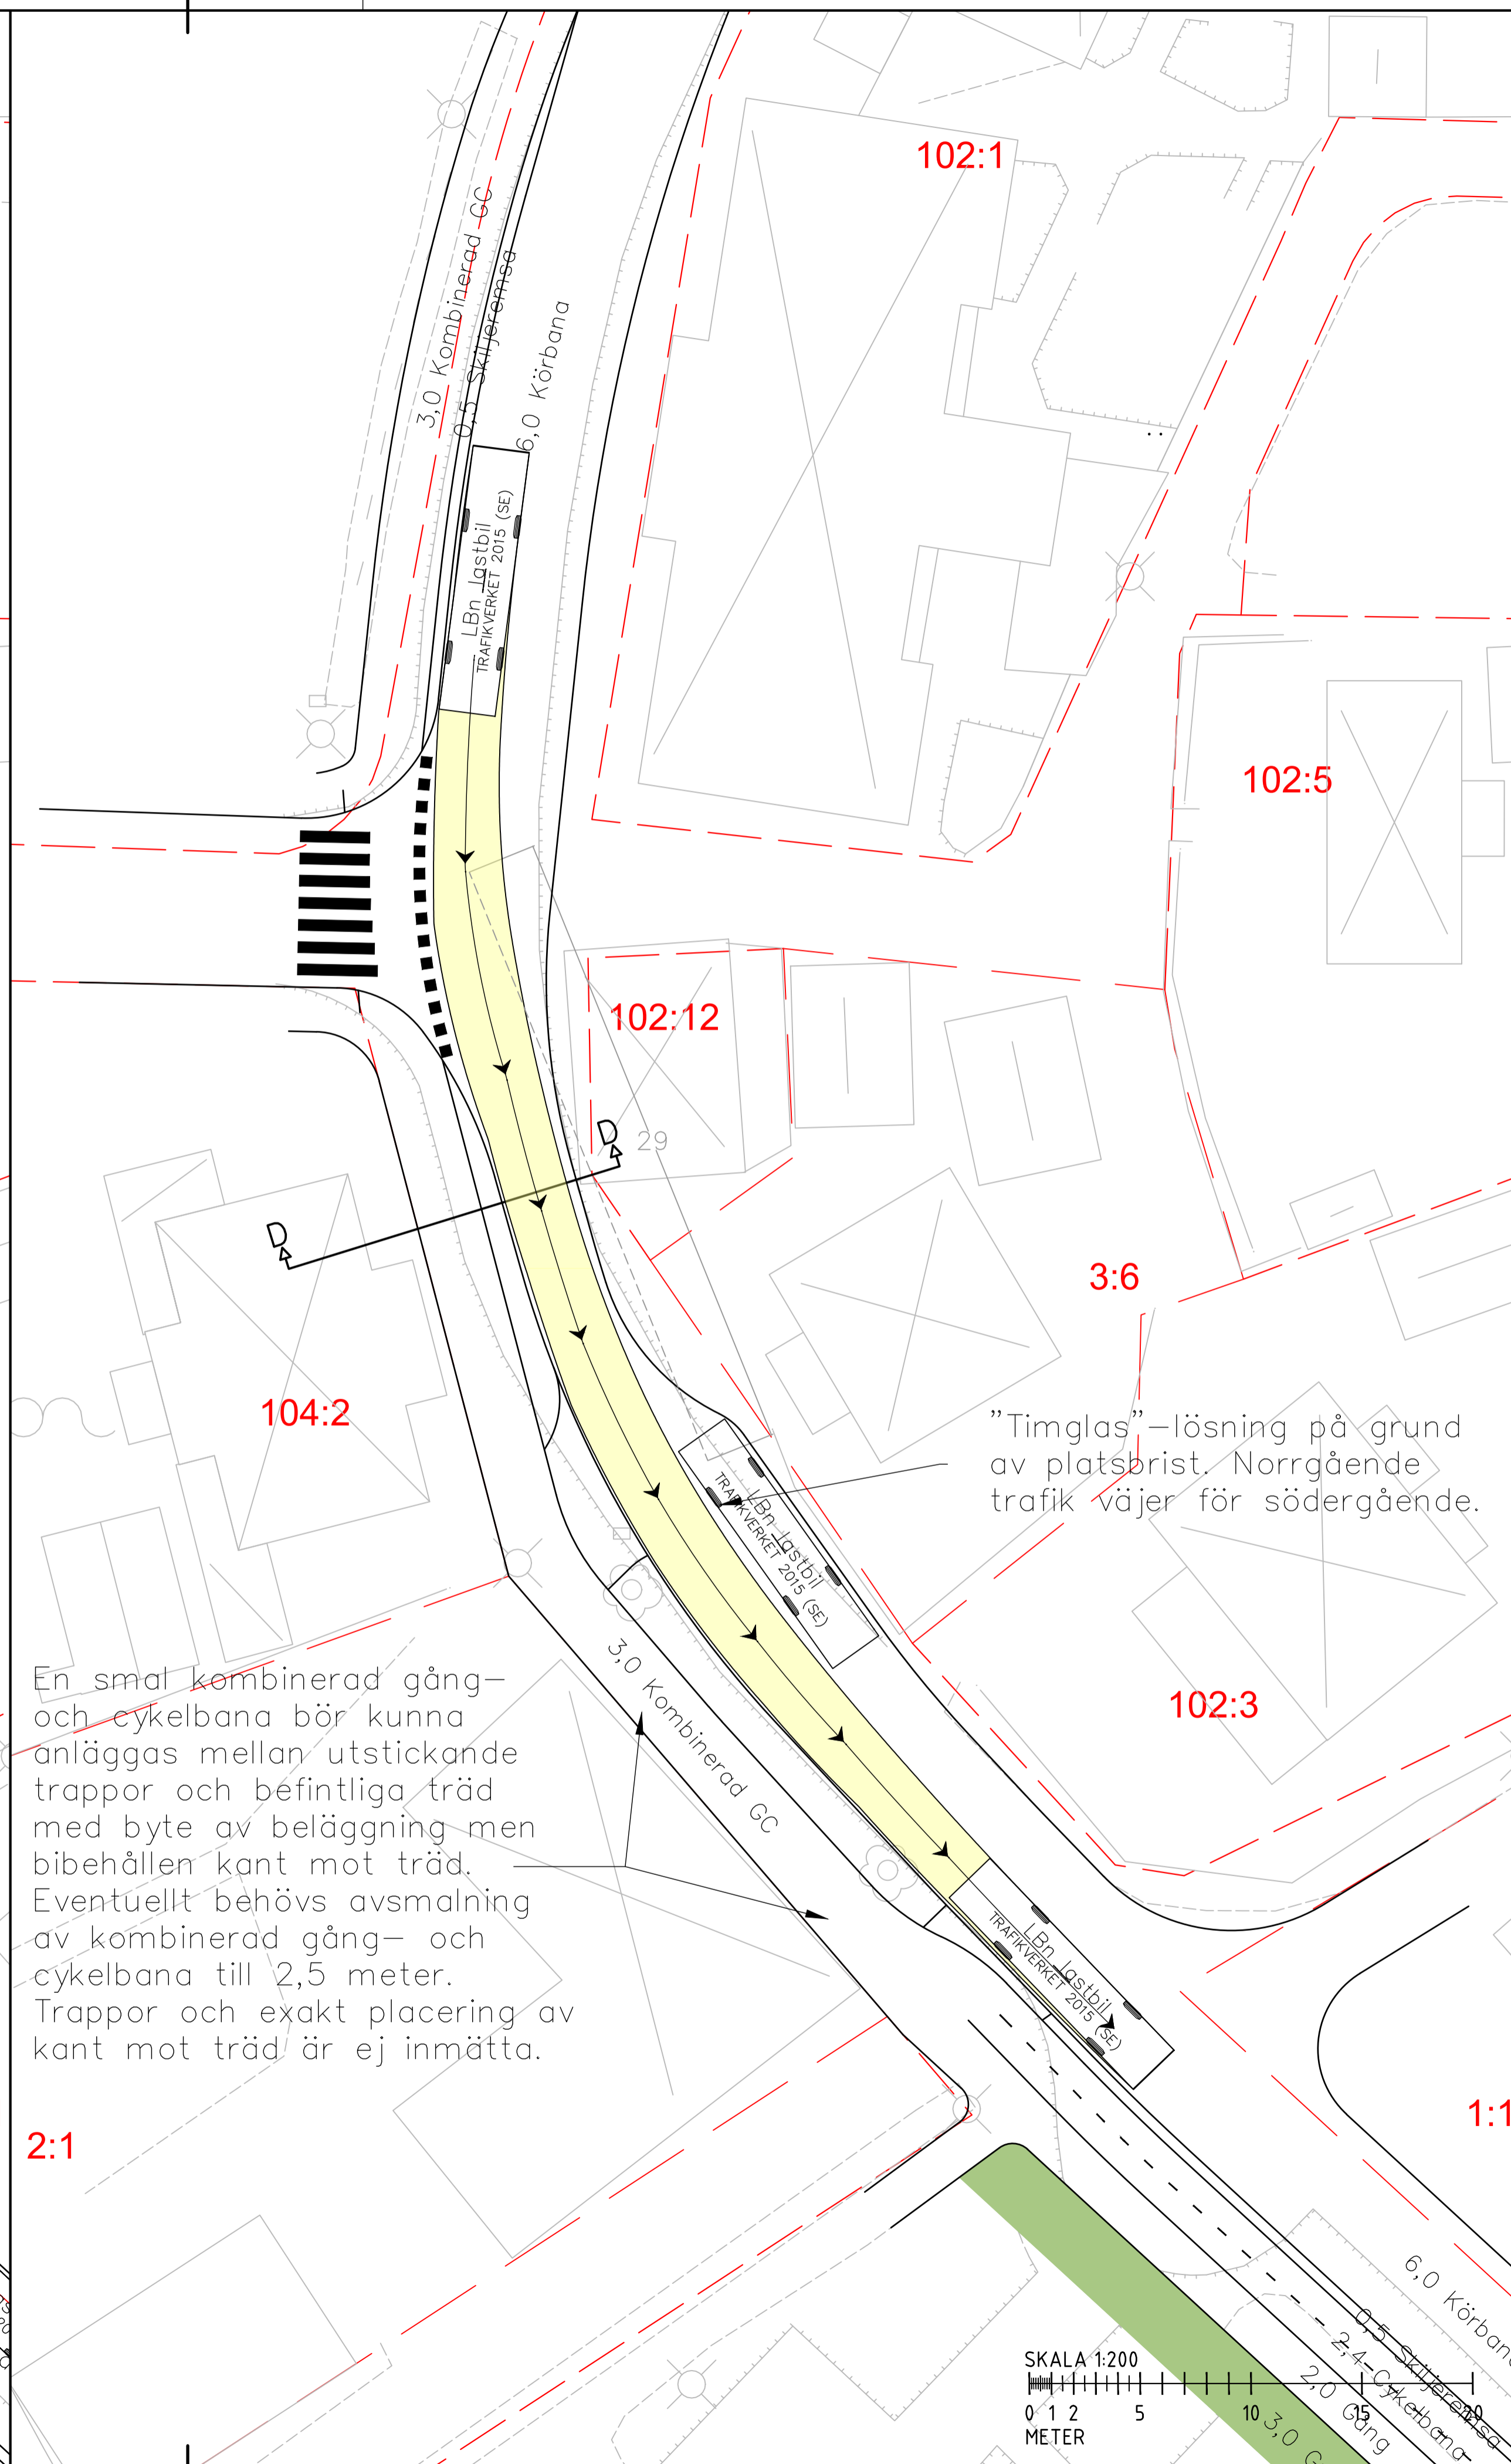 102:1
3,0 Kombinerad GC
0,5 Skiljeremsa
6,0 Körbana
LBn lastbil
TRAFIKVERKET 2015 (SE)
102:5
102:12
D
29
D
3:6
104:2
"Timglas"-lösning på grund
av platsbrist. Norrgående
trafik väjer för södergående.
LBn lastbil
TRAFIKVERKET 2015 (SE)
3,0 Kombinerad GC
102:3
En smal kombinerad gång-
och cykelbana bör kunna
anläggas mellan utstickande
trappor och befintliga träd
med byte av beläggning men
bibehållen kant mot träd.
Eventuellt behövs avsmalning
av kombinerad gång- och
cykelbana till 2,5 meter.
Trappor och exakt placering av
kant mot träd är ej inmätta.
LBn lastbil
TRAFIKVERKET 2015 (SE)
2:1
1:1
6,0 Körbana
0,5 Skiljeremsa
2,4 Cykelbana
2,0 Gång
3,0
SKALA 1:200
0 1 2 5 10 15 20
METER